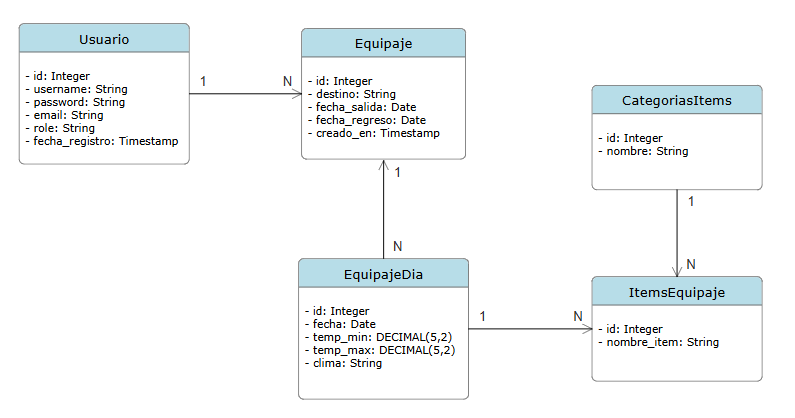 Usuario
- id: Integer
- username: String
- password: String
- email: String
- role: String
- fecha_registro: Timestamp
1
N
Equipaje
- id: Integer
- destino: String
- fecha_salida: Date
- fecha_regreso: Date
- creado_en: Timestamp
CategoriasItems
- id: Integer
- nombre: String
1
N
1
N
EquipajeDia
- id: Integer
- fecha: Date
- temp_min: DECIMAL(5,2)
- temp_max: DECIMAL(5,2)
- clima: String
1
N
ItemsEquipaje
- id: Integer
- nombre_item: String